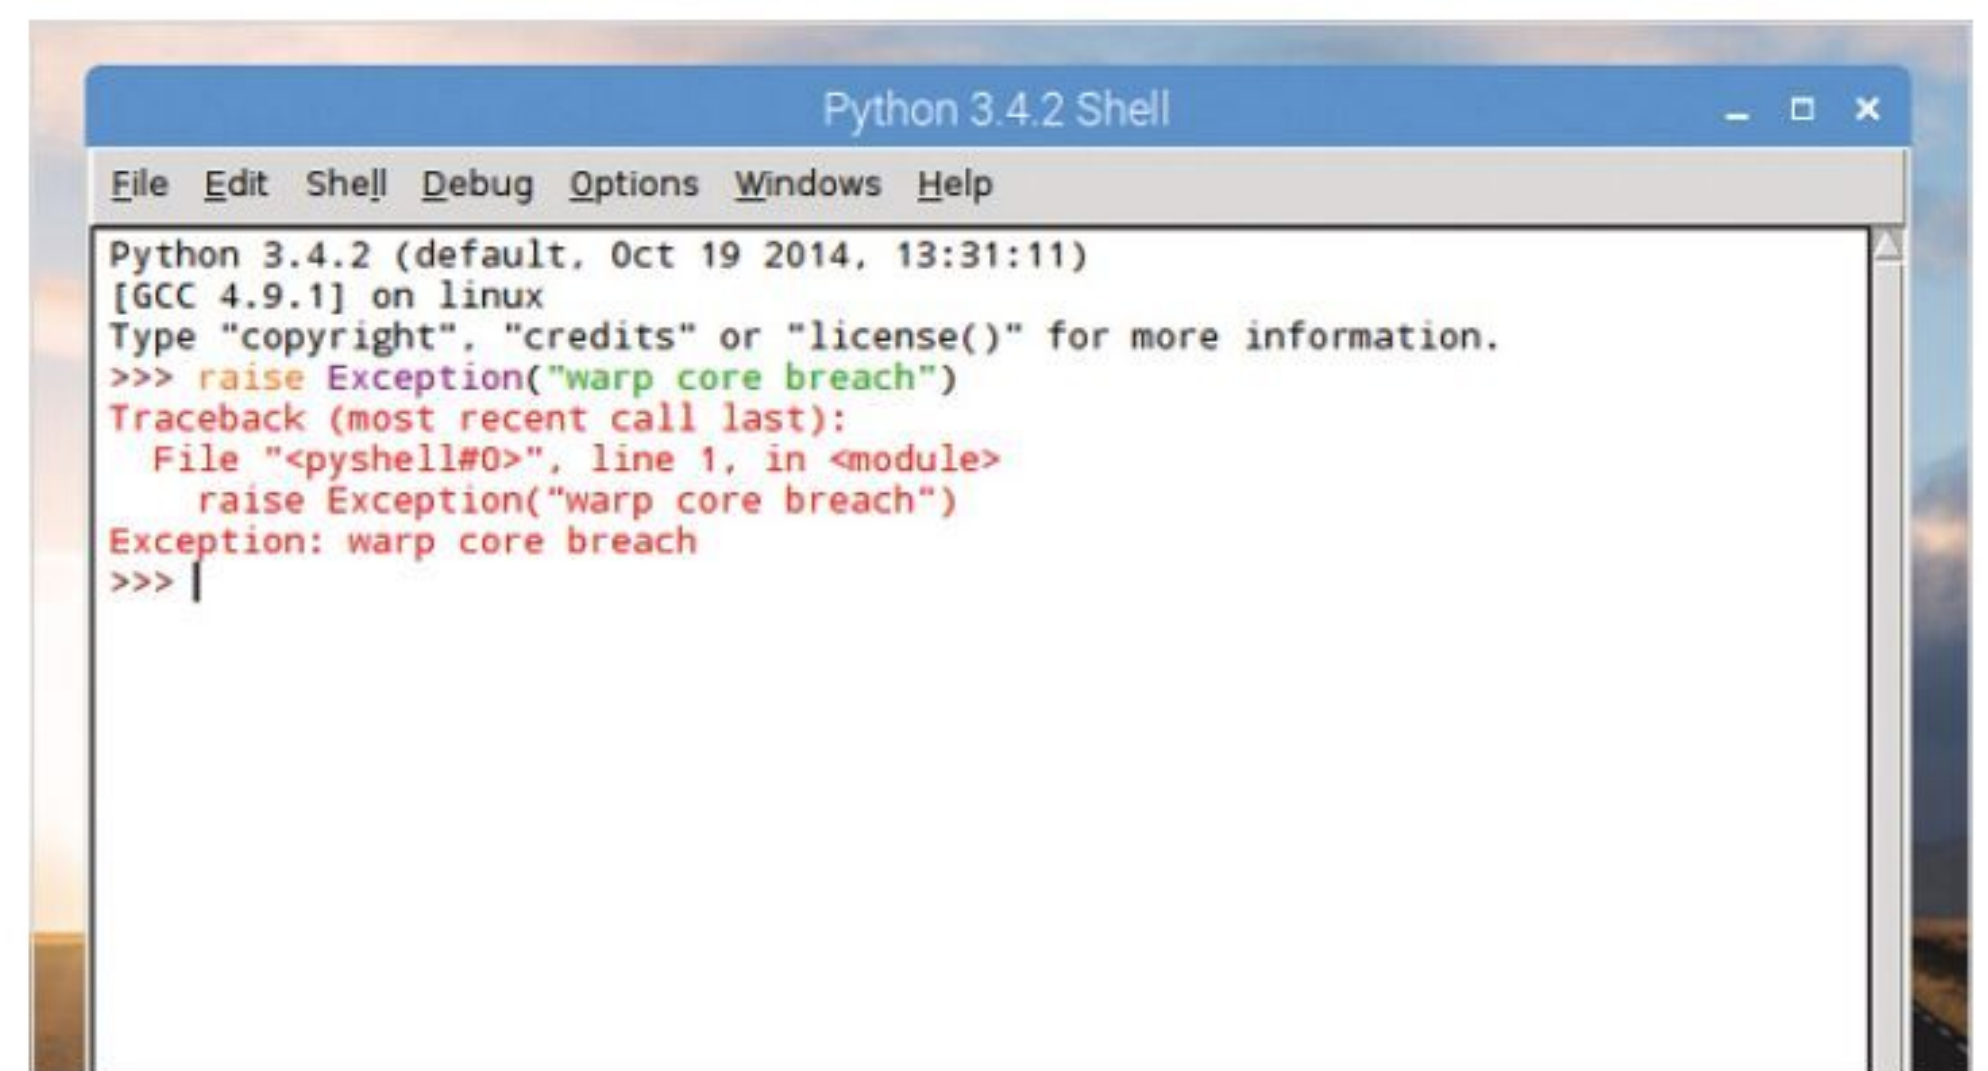 Python 3.4.2 Shell
File Edit Shell Debug Options Windows Help
Python 3.4.2 (default, Oct 19 2014, 13:31:11)
[GCC 4.9.1] on linux
Type "copyright", "credits" or "license()" for more information.
>>> raise Exception("warp core breach")
Traceback (most recent call last):
  File "<pyshell#0>", line 1, in <module>
    raise Exception("warp core breach")
Exception: warp core breach
>>>